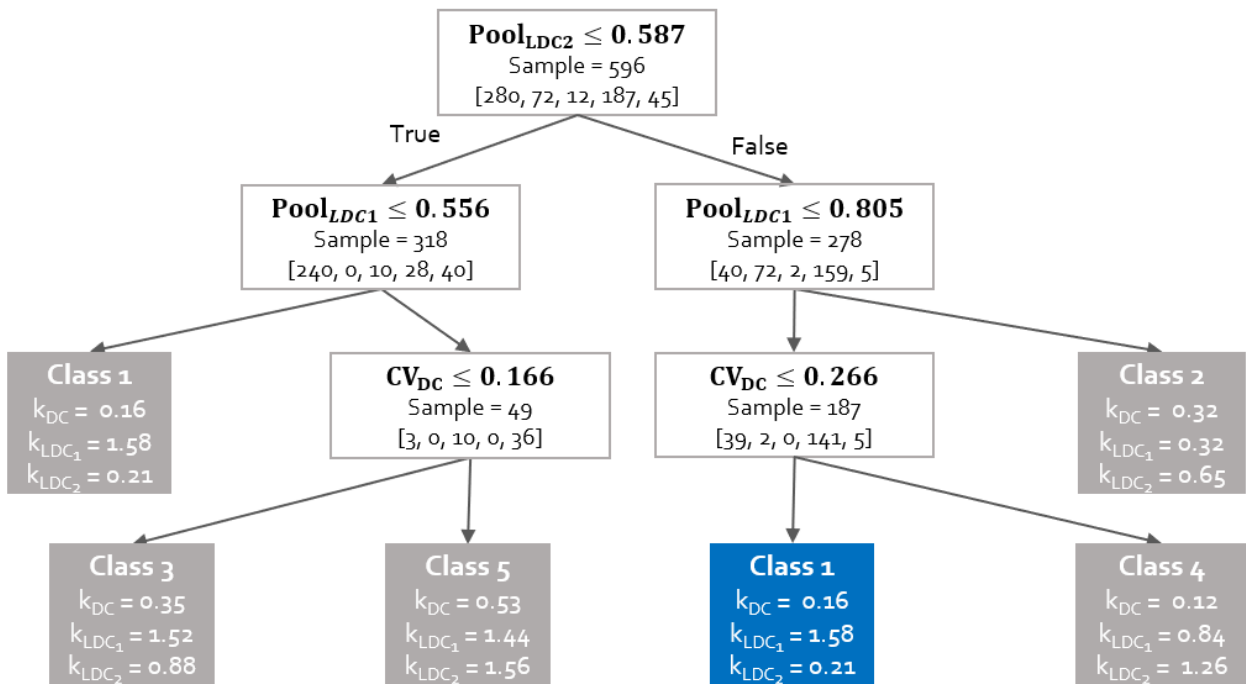 Pool_LDC2 ≤ 0.587
Sample = 596
[280, 72, 12, 187, 45]
True
False
Pool_LDC1 ≤ 0.556
Sample = 318
[240, 0, 10, 28, 40]
Pool_LDC1 ≤ 0.805
Sample = 278
[40, 72, 2, 159, 5]
Class 1
k_DC = 0.16
k_LDC1 = 1.58
k_LDC2 = 0.21
CV_DC ≤ 0.166
Sample = 49
[3, 0, 10, 0, 36]
CV_DC ≤ 0.266
Sample = 187
[39, 2, 0, 141, 5]
Class 2
k_DC = 0.32
k_LDC1 = 0.32
k_LDC2 = 0.65
Class 3
k_DC = 0.35
k_LDC1 = 1.52
k_LDC2 = 0.88
Class 5
k_DC = 0.53
k_LDC1 = 1.44
k_LDC2 = 1.56
Class 1
k_DC = 0.16
k_LDC1 = 1.58
k_LDC2 = 0.21
Class 4
k_DC = 0.12
k_LDC1 = 0.84
k_LDC2 = 1.26